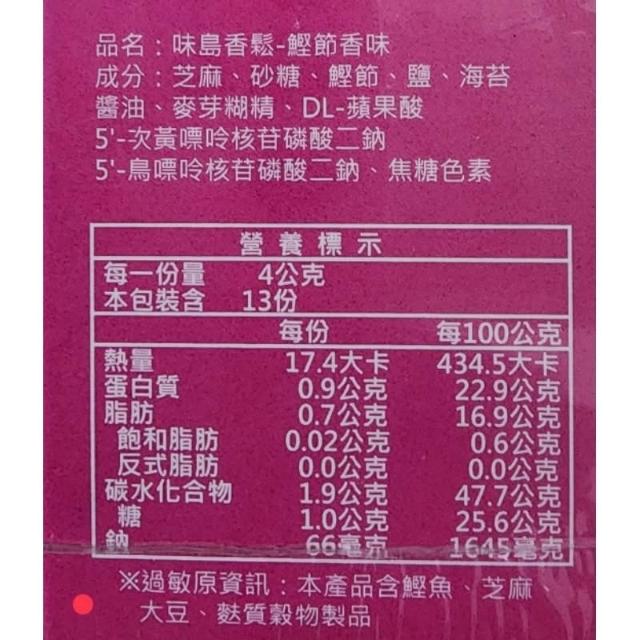 品名：味島香鬆-鰹節香味
成分：芝麻、砂糖、鰹節、鹽、海苔
醬油、麥芽糊精、DL-蘋果酸
5'-次黃嘌呤核苷磷酸二鈉
5'-鳥嘌呤核苷磷酸二鈉、焦糖色素
營養標示
每一份量 4公克
本包裝含 13份
每份 每100公克
熱量 17.4大卡 434.5大卡
蛋白質 0.9公克 22.9公克
脂肪 0.7公克 16.9公克
飽和脂肪 0.02公克 0.6公克
反式脂肪 0.0公克 0.0公克
碳水化合物 1.9公克 47.7公克
糖 1.0公克 25.6公克
鈉 66毫克 1645毫克
※過敏原資訊：本產品含鰹魚、芝麻、
大豆、麩質穀物製品